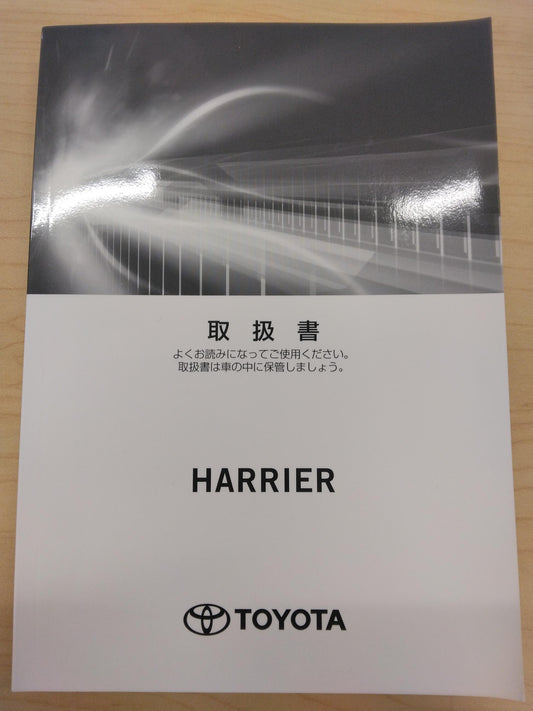 取扱書
よくお読みになってご使用ください。
取扱書は車の中に保管しましょう。
HARRIER
TOYOTA